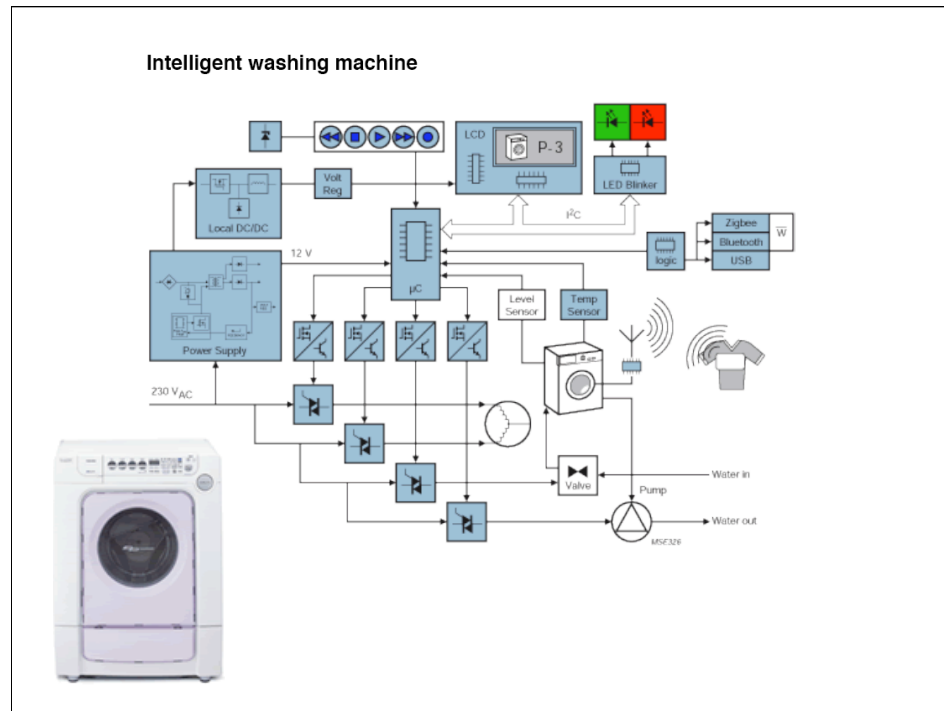 Intelligent washing machine
LCD
P-3
Volt
Reg
LED Blinker
Local DC/DC
I²C
Zigbee
W̅
Bluetooth
logic
USB
12 V
µC
Level
Sensor
Temp
Sensor
Power Supply
230 VAC
Water in
Valve
Pump
Water out
MSE326